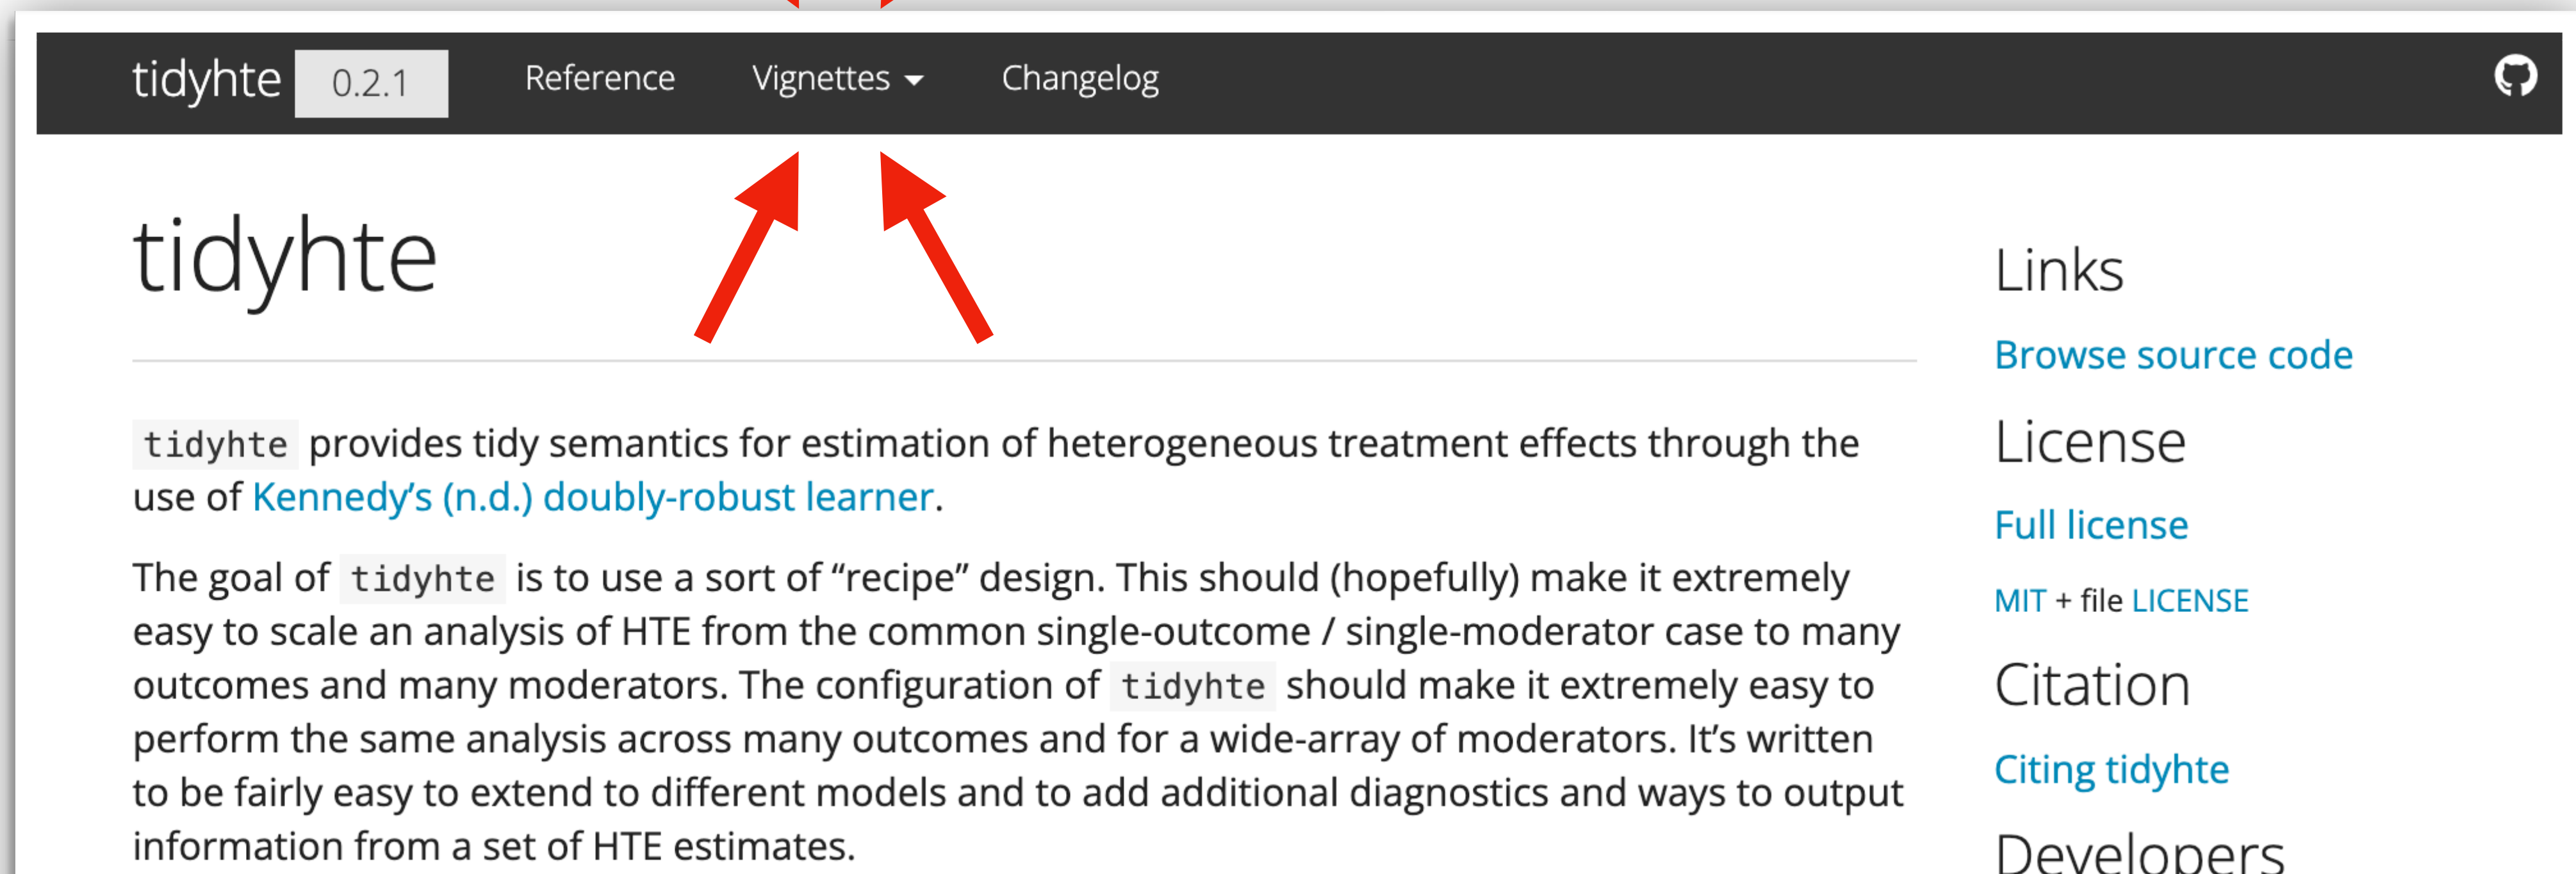 tidyhte 0.2.1 Reference Vignettes Changelog
tidyhte
tidyhte provides tidy semantics for estimation of heterogeneous treatment effects through the
use of Kennedy’s (n.d.) doubly-robust learner.
The goal of tidyhte is to use a sort of “recipe” design. This should (hopefully) make it extremely
easy to scale an analysis of HTE from the common single-outcome / single-moderator case to many
outcomes and many moderators. The configuration of tidyhte should make it extremely easy to
perform the same analysis across many outcomes and for a wide-array of moderators. It’s written
to be fairly easy to extend to different models and to add additional diagnostics and ways to output
information from a set of HTE estimates.
Links
Browse source code
License
Full license
MIT + file LICENSE
Citation
Citing tidyhte
Developers